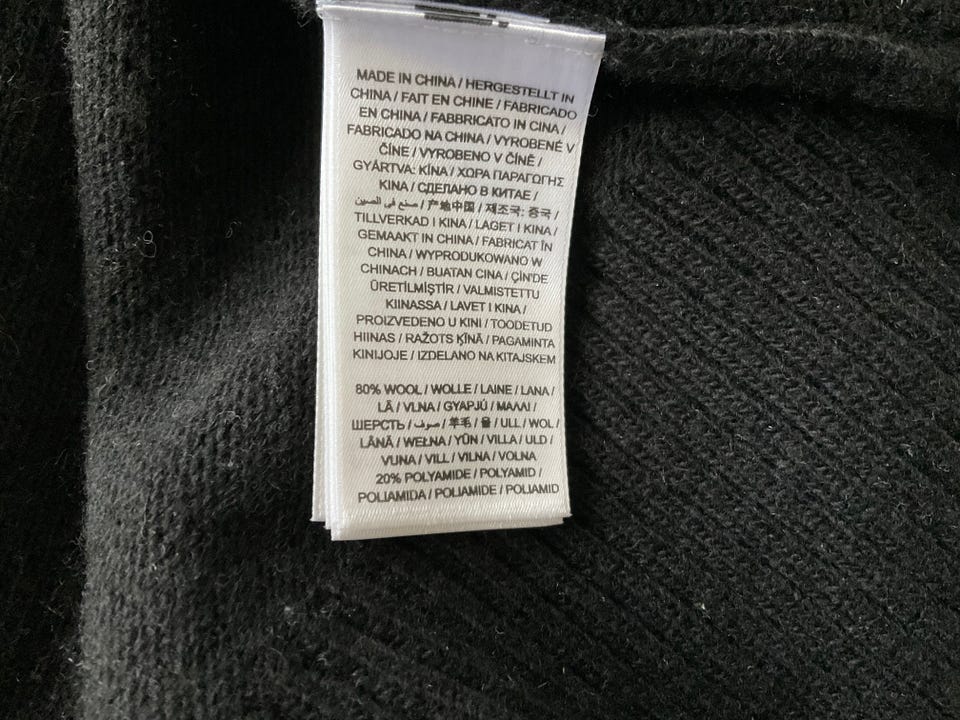 MADE IN CHINA / HERGESTELLT IN
CHINA / FAIT EN CHINE / FABRICADO
EN CHINA / FABBRICATO IN CINA /
FABRICADO NA CHINA / VYROBENÉ V
ČÍNE / VYROBENO V ČÍNĚ /
GYÁRTVA: KÍNA / ΧΩΡΑ ΠΑΡΑΓΩΓΗΣ
ΚΙΝΑ / СДЕЛАНО В КИТАЕ /
صنع في الصين / 产地中国 / 제조국: 중국 /
TILLVERKAD I KINA / LAGET I KINA /
GEMAAKT IN CHINA / FABRICAT ÎN
CHINA / WYPRODUKOWANO W
CHINACH / BUATAN CINA / ÇİN'DE
ÜRETİLMİŞTİR / VALMISTETTU
KIINASSA / LAVET I KINA /
PROIZVEDENO U KINI / TOODETUD
HIINAS / RAŽOTS ĶĪNĀ / PAGAMINTA
KINIJOJE / IZDELANO NA KITAJSKEM
80% WOOL / WOLLE / LAINE / LANA /
LÃ / VLNA / GYAPJÚ / ΜΑΛΛΙ /
ШЕРСТЬ / صوف / 羊毛 / 울 / ULL / WOL /
LÂNĂ / WEŁNA / YÜN / VILLA / ULD /
VUNA / VILL / VILNA / VOLNA
20% POLYAMIDE / POLYAMID /
POLIAMIDA / POLIAMIDE / POLIAMID